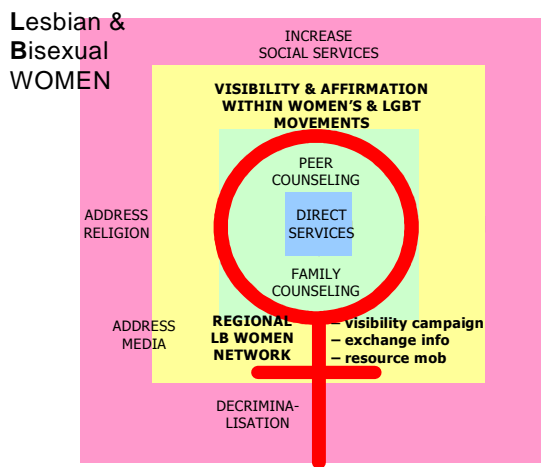 Lesbian &
Bisexual
WOMEN
INCREASE
SOCIAL SERVICES
VISIBILITY & AFFIRMATION
WITHIN WOMEN'S & LGBT
MOVEMENTS
PEER
COUNSELING
ADDRESS
RELIGION
DIRECT
SERVICES
FAMILY
COUNSELING
ADDRESS
MEDIA
REGIONAL
LB WOMEN
NETWORK
– visibility campaign
– exchange info
– resource mob
DECRIMINA-
LISATION